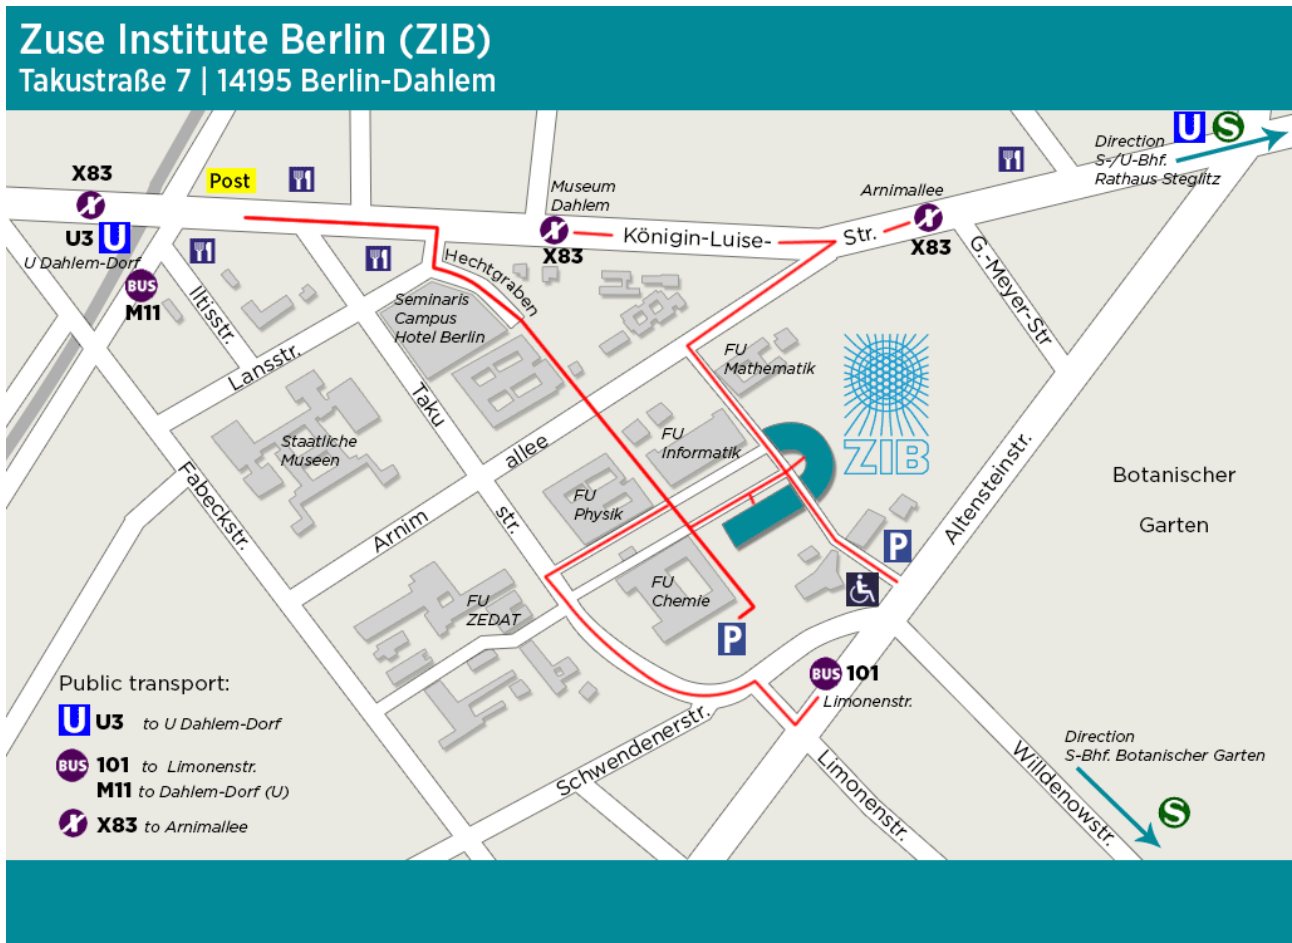 Zuse Institute Berlin (ZIB)
Takustraße 7 | 14195 Berlin-Dahlem
U S
Direction
S-/U-Bhf.
Rathaus Steglitz
X83
Post
Museum
Dahlem
Arnimallee
X
U3 U
U Dahlem-Dorf
X
X83
Königin-Luise-
Str.
X
X83
BUS
M11
Iltisstr.
Hechtgraben
G.-Meyer-Str
Seminaris
Campus
Hotel Berlin
Lansstr.
FU
Mathematik
Taku
ZIB
Staatliche
Museen
allee
FU
Informatik
Botanischer
Garten
Fabeckstr.
FU
Physik
Altensteinstr.
Arnim
str.
P
FU
ZEDAT
FU
Chemie
P
BUS 101
Limonenstr.
Public transport:
U U3 to U Dahlem-Dorf
BUS 101 to Limonenstr.
M11 to Dahlem-Dorf (U)
X X83 to Arnimallee
Schwendenerstr.
Limonenstr.
Willdenowstr.
Direction
S-Bhf. Botanischer Garten
S